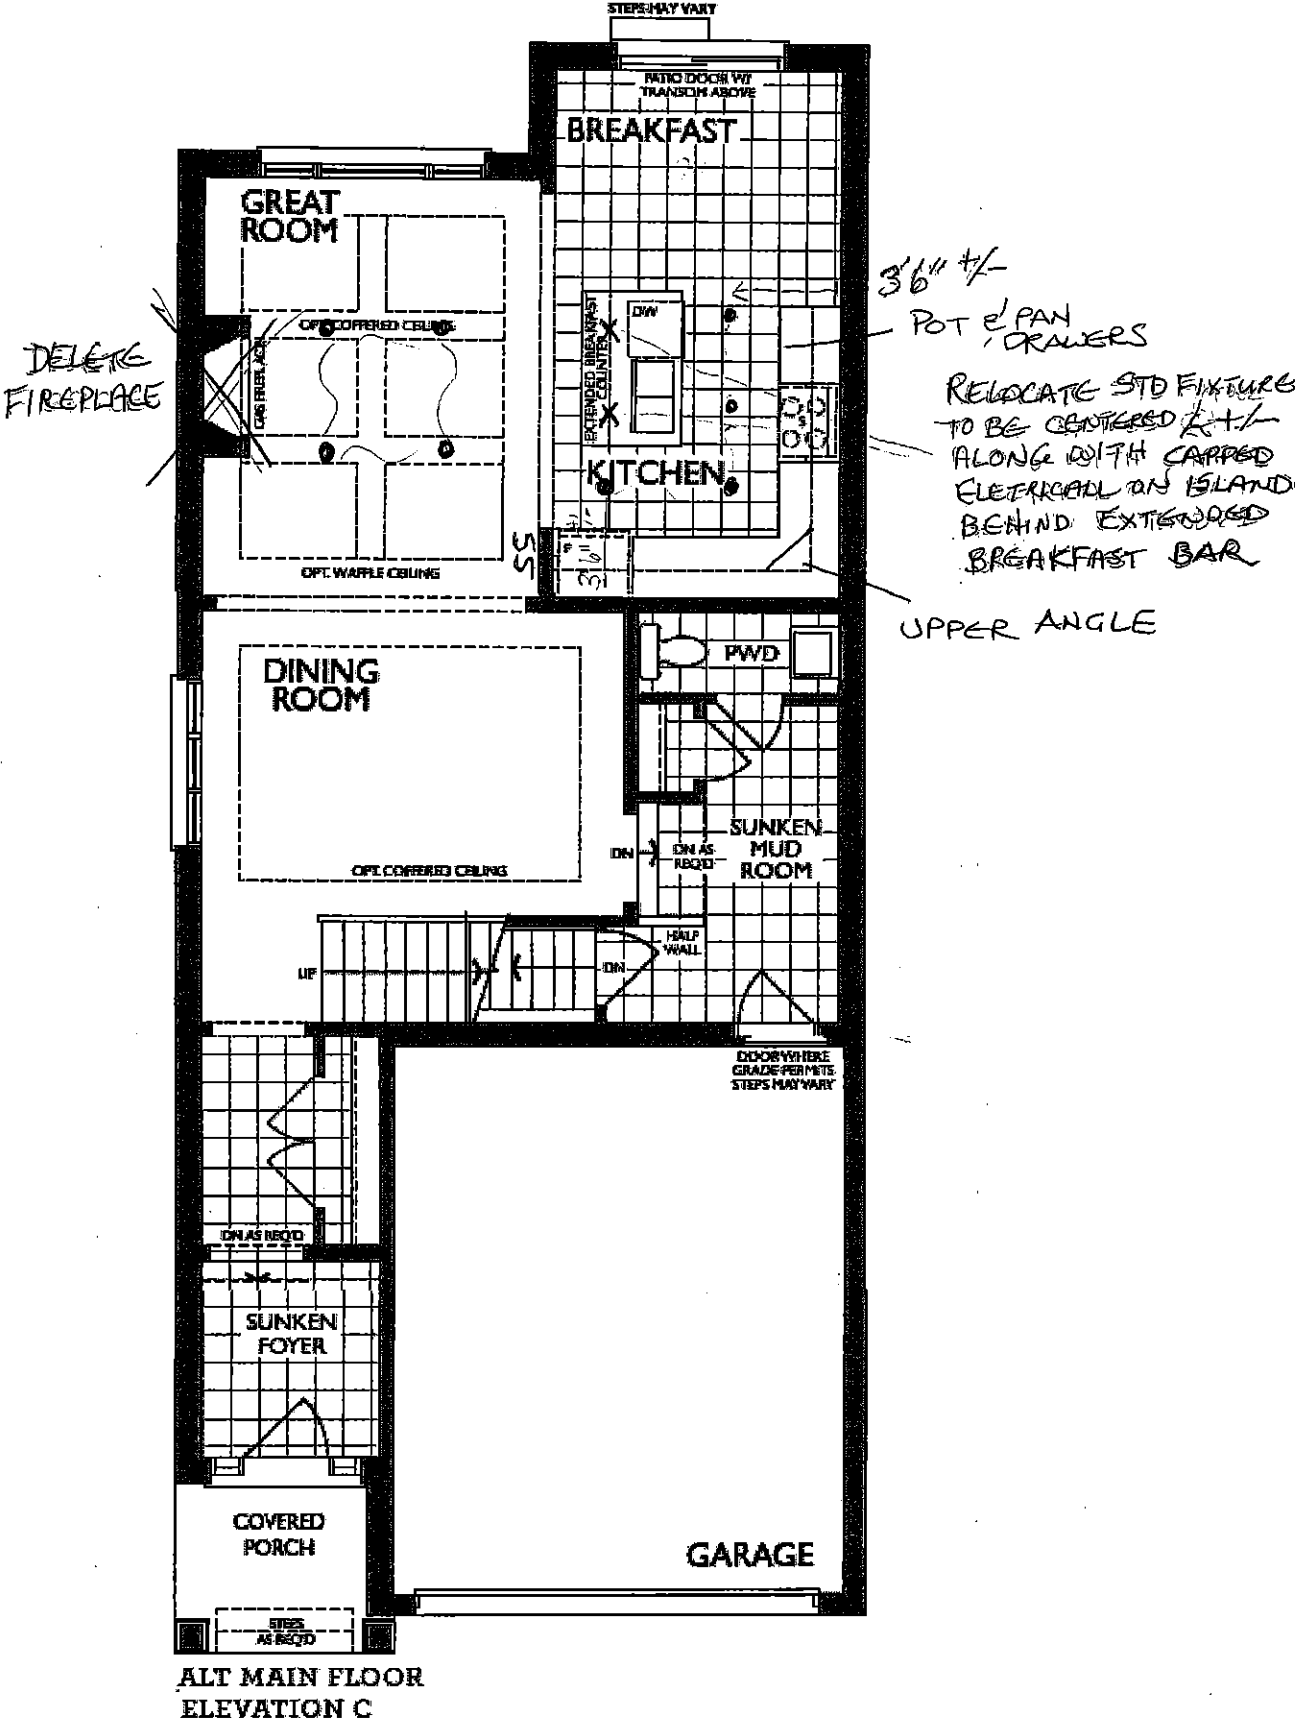 STEPS MAY VARY
PATIO DOOR W/
TRANSOM ABOVE
BREAKFAST
GREAT
ROOM
3'6" +/-
POT & PAN
DRAWERS
OPT. COFFERED CEILING
GAS FIREPLACE
EXTENDED BREAKFAST
COUNTER
DW
DELETE
FIREPLACE
RELOCATE STD FIXTURE
TO BE CENTERED +/-
ALONG WITH CAPPED
ELETRICALL ON ISLAND
BEHIND EXTENDED
BREAKFAST BAR
KITCHEN
S
SS
3'6"
OPT. WAFFLE CEILING
UPPER ANGLE
PWD
DINING
ROOM
SUNKEN
MUD
ROOM
DN
DN AS
REQ'D
OPT. COFFERED CEILING
HALF
WALL
UP
DN
DOOR WHERE
GRADE PERMITS
STEPS MAY VARY
DN AS REQ'D
SUNKEN
FOYER
COVERED
PORCH
GARAGE
STEPS
AS REQ'D
ALT MAIN FLOOR
ELEVATION C